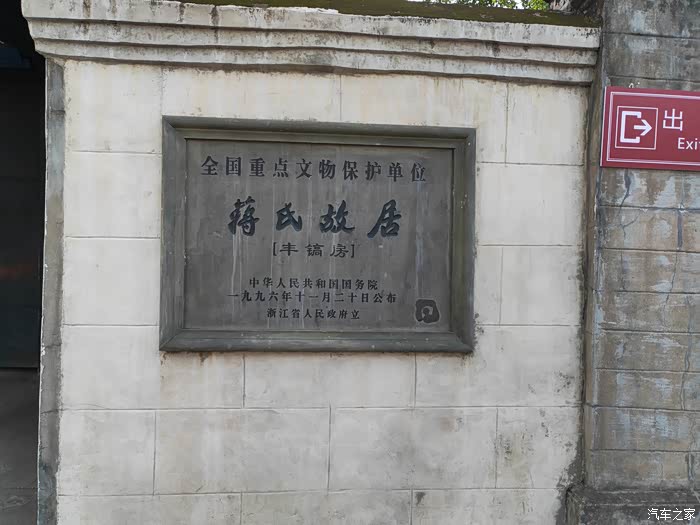 全国重点文物保护单位
蒋氏故居
[丰镐房]
中华人民共和国国务院
一九九六年十一月二十日公布
浙江省人民政府立
出
Exi
汽车之家